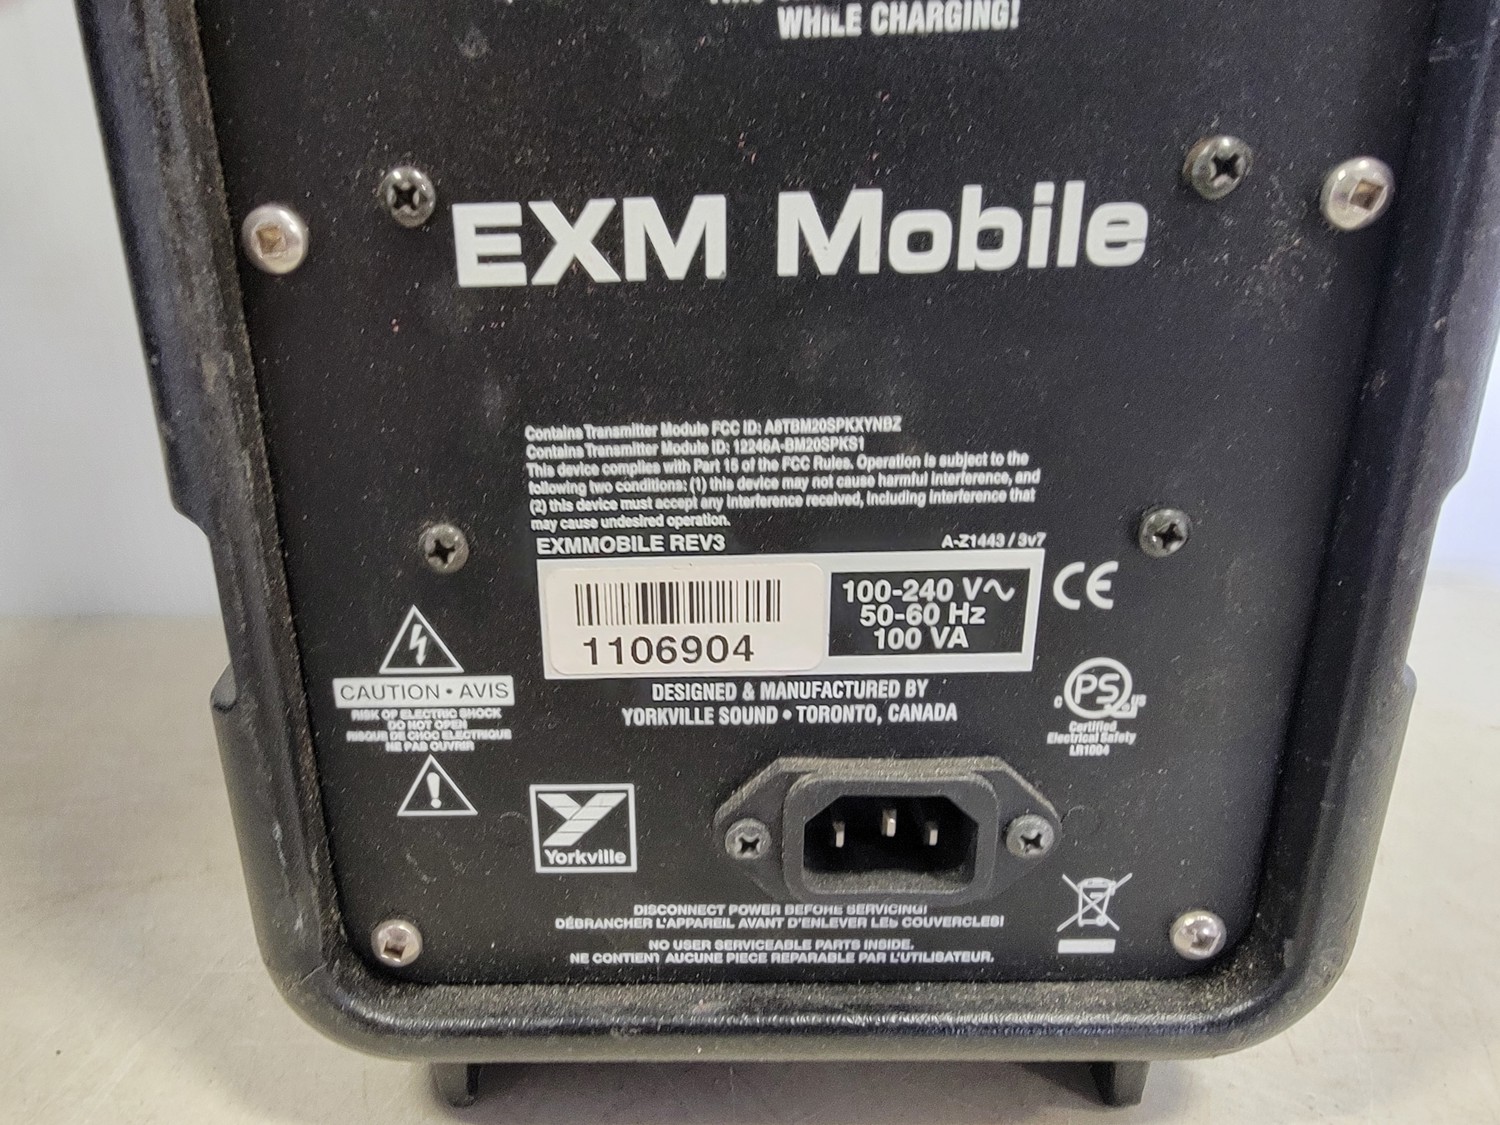 WHILE CHARGING!
EXM Mobile
Contains Transmitter Module FCC ID: A8TBM20SPKXYNBZ
Contains Transmitter Module ID: 12246A-BM20SPKS1
This device complies with Part 15 of the FCC Rules. Operation is subject to the
following two conditions: (1) this device may not cause harmful interference, and
(2) this device must accept any interference received, including interference that
may cause undesired operation.
EXMMOBILE REV3
A-Z1443 / 3v7
1106904
100-240 V∿
50-60 Hz
100 VA
CE
DESIGNED & MANUFACTURED BY
YORKVILLE SOUND • TORONTO, CANADA
CAUTION • AVIS
RISK OF ELECTRIC SHOCK
DO NOT OPEN
RISQUE DE CHOC ELECTRIQUE
NE PAS OUVRIR
c PS us
Certified
Electrical Safety
LR1004
Yorkville
DISCONNECT POWER BEFORE SERVICING!
DÉBRANCHER L'APPAREIL AVANT D'ENLEVER LES COUVERCLES!
NO USER SERVICEABLE PARTS INSIDE.
NE CONTIENT AUCUNE PIECE REPARABLE PAR L'UTILISATEUR.